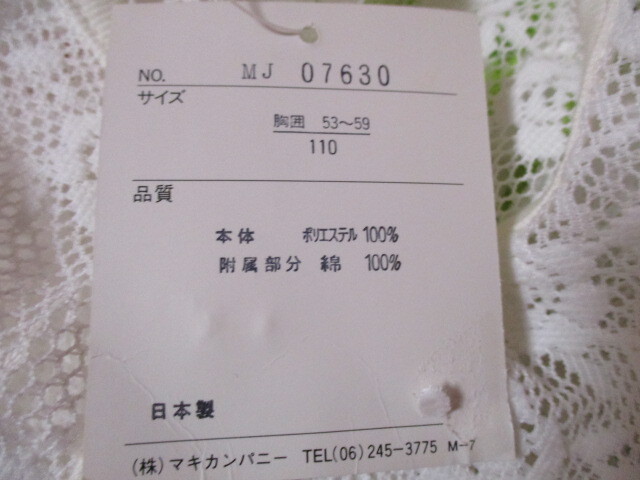 NO. MJ 07630
サイズ
胸囲 53～59
110
品質
本体 ポリエステル 100%
附属部分 綿 100%
日本製
(株)マキカンパニー TEL(06)245-3775 M-7